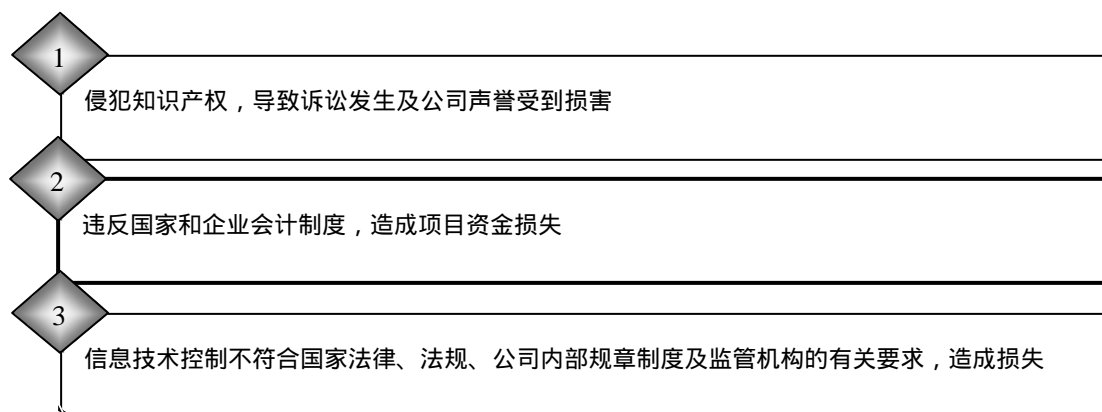 1
侵犯知识产权，导致诉讼发生及公司声誉受到损害
2
违反国家和企业会计制度，造成项目资金损失
3
信息技术控制不符合国家法律、法规、公司内部规章制度及监管机构的有关要求，造成损失